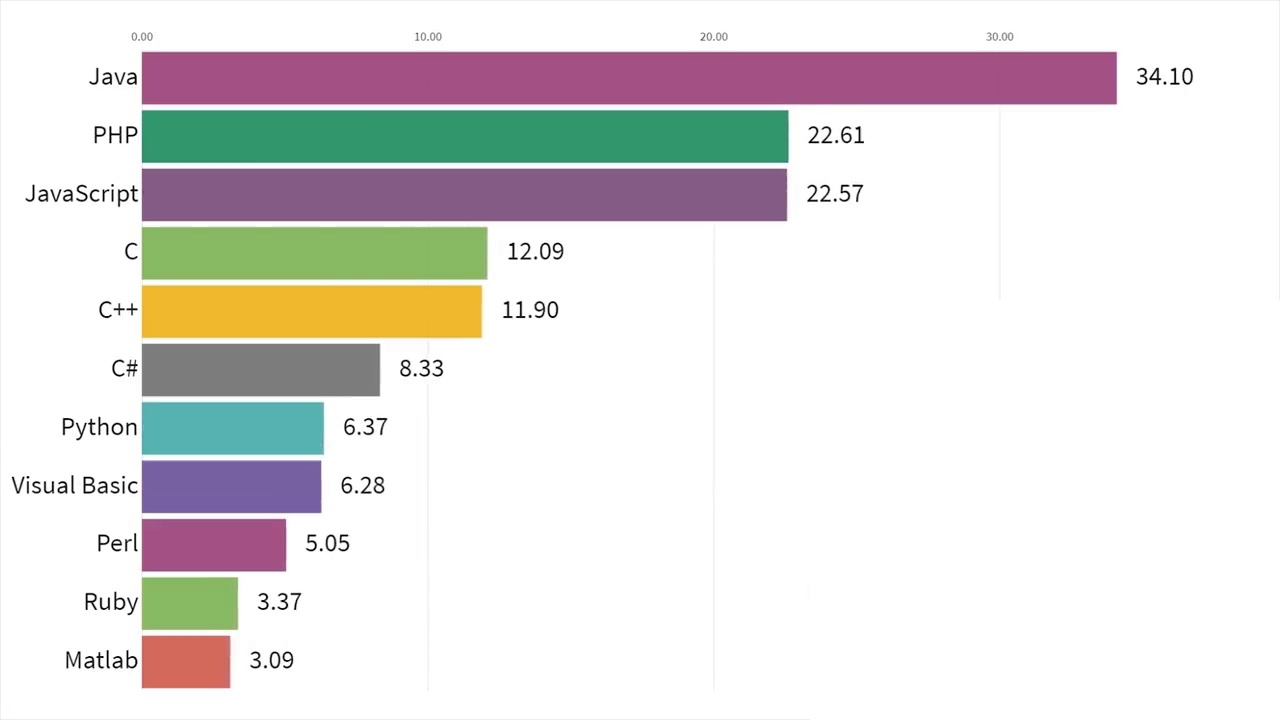 0.00 10.00 20.00 30.00
Java 34.10
PHP 22.61
JavaScript 22.57
C 12.09
C++ 11.90
C# 8.33
Python 6.37
Visual Basic 6.28
Perl 5.05
Ruby 3.37
Matlab 3.09